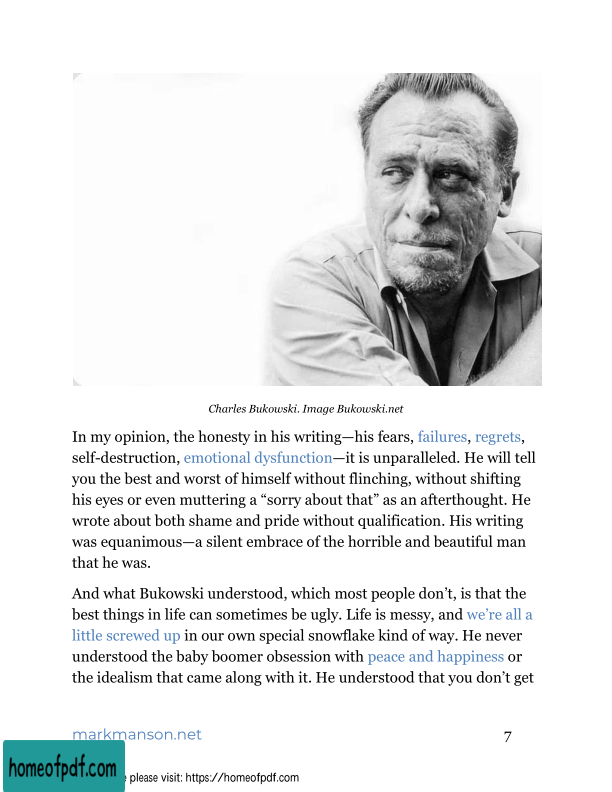 Charles Bukowski. Image Bukowski.net
In my opinion, the honesty in his writing—his fears, failures, regrets,
self-destruction, emotional dysfunction—it is unparalleled. He will tell
you the best and worst of himself without flinching, without shifting
his eyes or even muttering a “sorry about that” as an afterthought. He
wrote about both shame and pride without qualification. His writing
was equanimous—a silent embrace of the horrible and beautiful man
that he was.
And what Bukowski understood, which most people don’t, is that the
best things in life can sometimes be ugly. Life is messy, and we’re all a
little screwed up in our own special snowflake kind of way. He never
understood the baby boomer obsession with peace and happiness or
the idealism that came along with it. He understood that you don’t get
markmanson.net 7
homeofpdf.com
please visit: https://homeofpdf.com